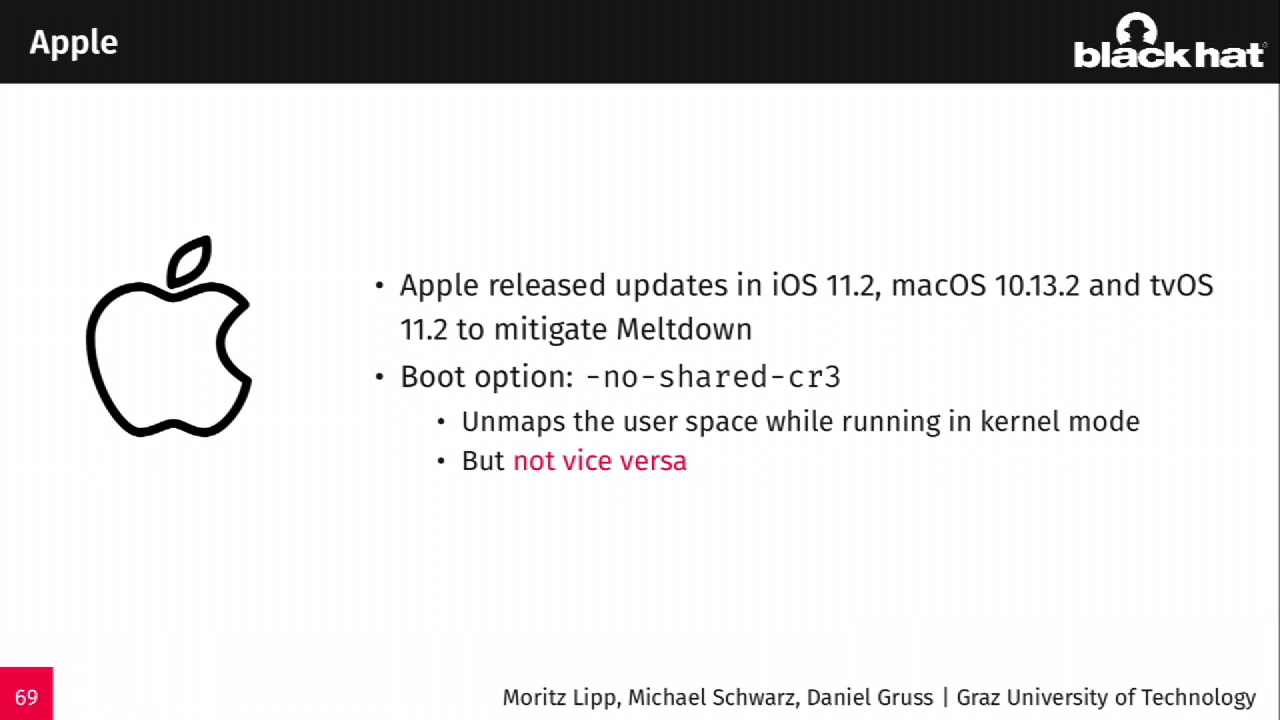 Apple
black hat
• Apple released updates in iOS 11.2, macOS 10.13.2 and tvOS
11.2 to mitigate Meltdown
• Boot option: -no-shared-cr3
• Unmaps the user space while running in kernel mode
• But not vice versa
69
Moritz Lipp, Michael Schwarz, Daniel Gruss | Graz University of Technology